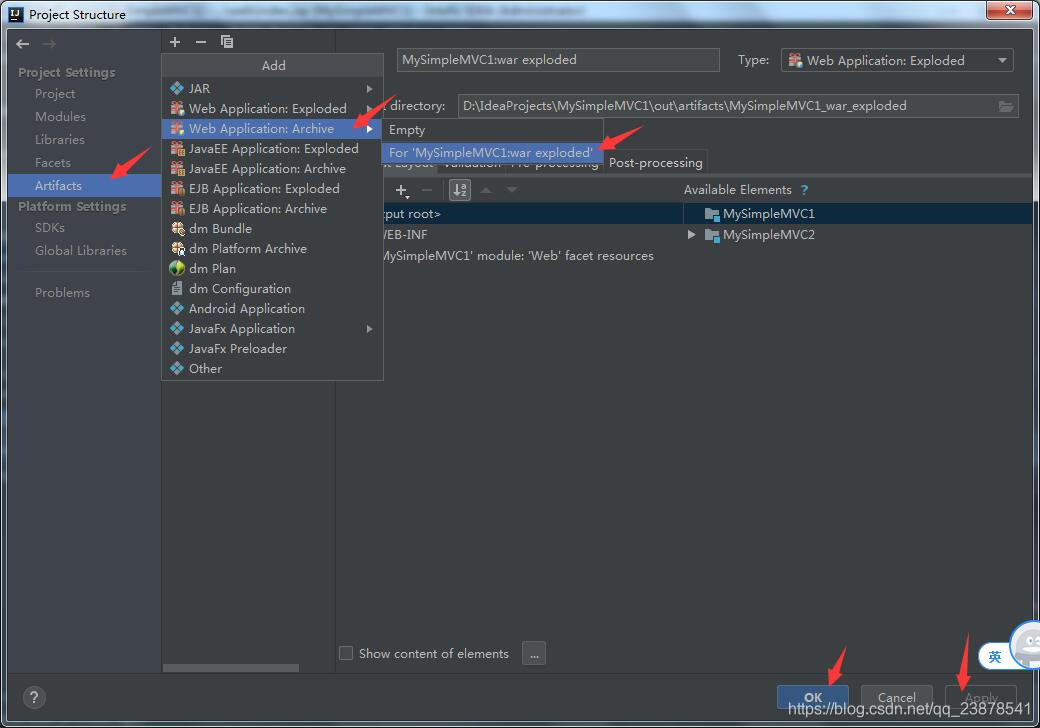 Project Structure
Project Settings
Project
Modules
Libraries
Facets
Artifacts
Platform Settings
SDKs
Global Libraries
Problems
Add
JAR
Web Application: Exploded
Web Application: Archive
JavaEE Application: Exploded
JavaEE Application: Archive
EJB Application: Exploded
EJB Application: Archive
dm Bundle
dm Platform Archive
dm Plan
dm Configuration
Android Application
JavaFx Application
JavaFx Preloader
Other
Empty
For 'MySimpleMVC1:war exploded'
MySimpleMVC1:war exploded
Type: Web Application: Exploded
directory: D:\IdeaProjects\MySimpleMVC1\out\artifacts\MySimpleMVC1_war_exploded
Post-processing
Available Elements ?
put root>
EB-INF
MySimpleMVC1' module: 'Web' facet resources
MySimpleMVC1
MySimpleMVC2
Show content of elements ...
英
? OK Cancel Apply
https://blog.csdn.net/qq_23878541